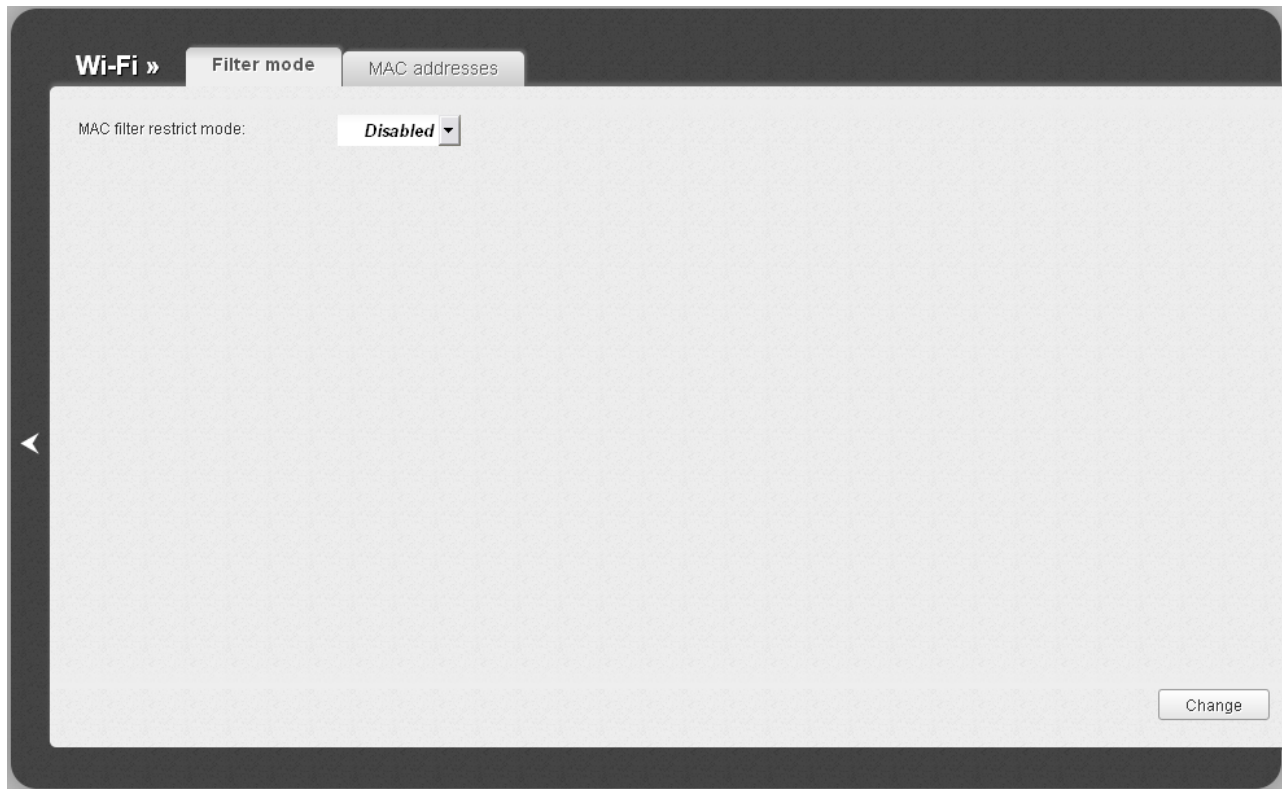 Wi-Fi » Filter mode MAC addresses
MAC filter restrict mode: Disabled
Change